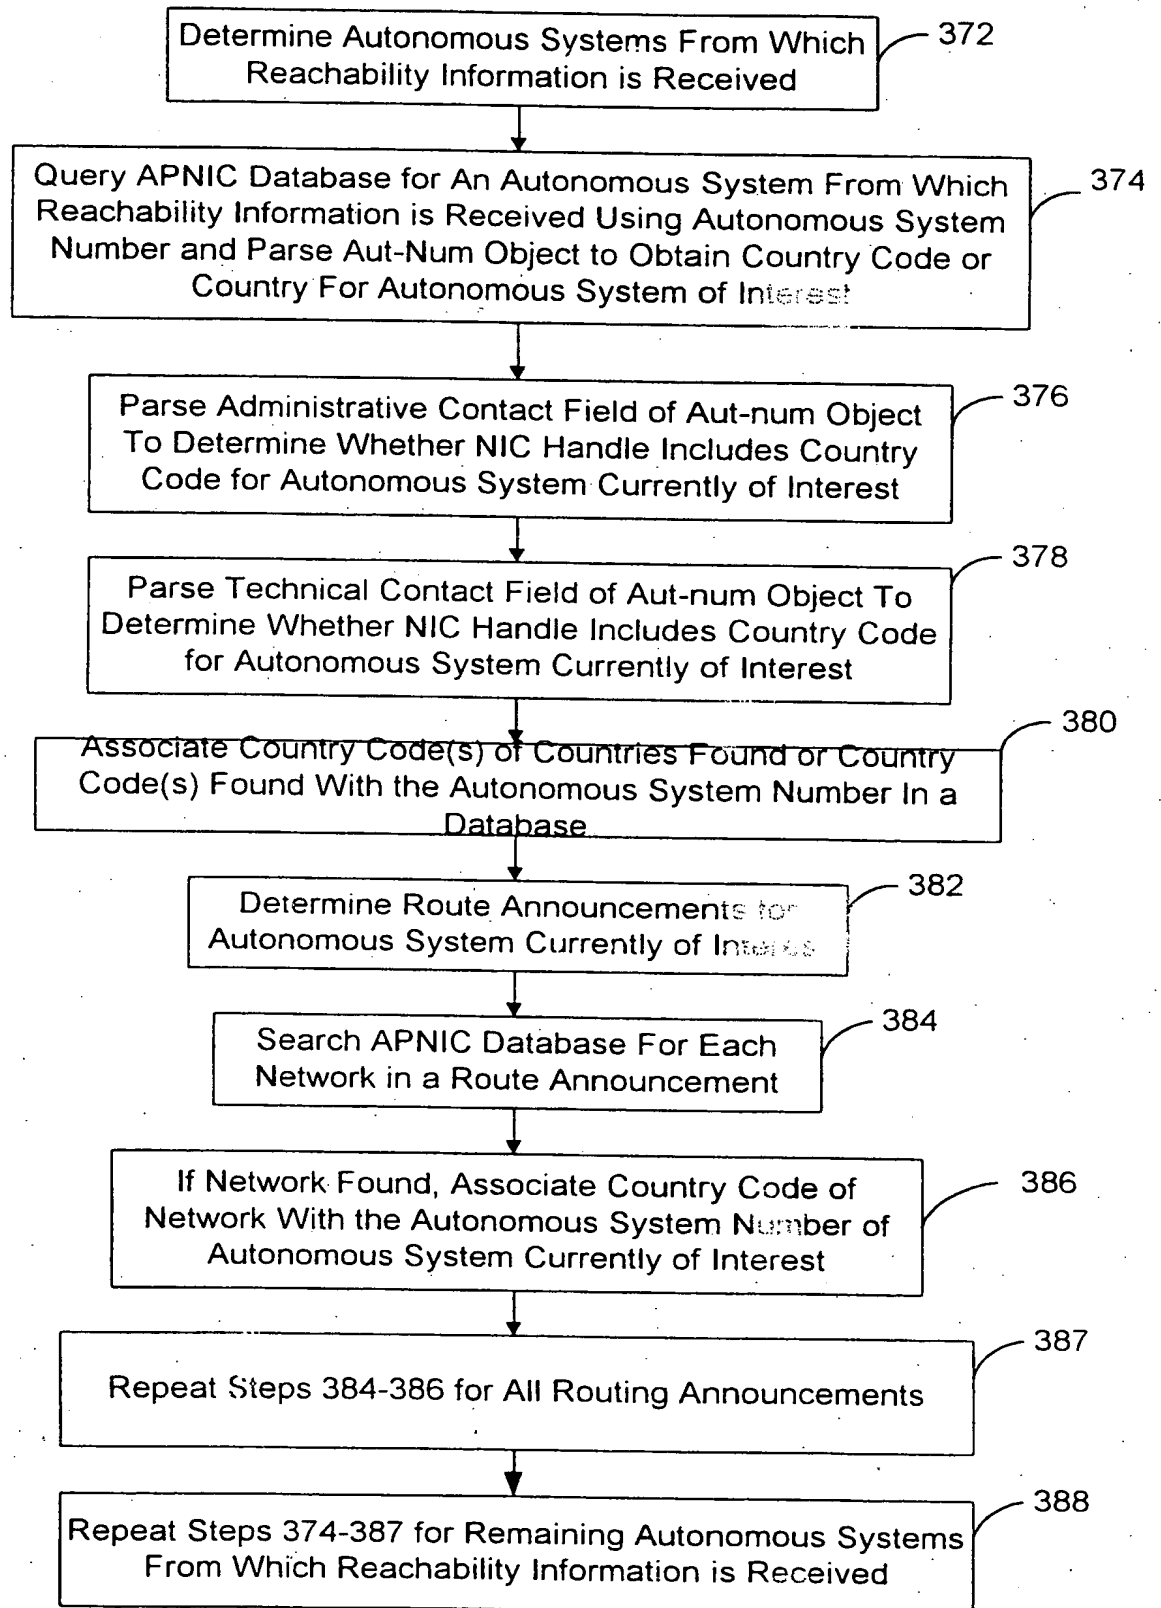 Determine Autonomous Systems From Which
Reachability Information is Received
372
Query APNIC Database for An Autonomous System From Which
Reachability Information is Received Using Autonomous System
Number and Parse Aut-Num Object to Obtain Country Code or
Country For Autonomous System of Interest
374
Parse Administrative Contact Field of Aut-num Object
To Determine Whether NIC Handle Includes Country
Code for Autonomous System Currently of Interest
376
Parse Technical Contact Field of Aut-num Object To
Determine Whether NIC Handle Includes Country Code
for Autonomous System Currently of Interest
378
Associate Country Code(s) of Countries Found or Country
Code(s) Found With the Autonomous System Number In a
Database
380
Determine Route Announcements for
Autonomous System Currently of Interes
382
Search APNIC Database For Each
Network in a Route Announcement
384
If Network Found, Associate Country Code of
Network With the Autonomous System Number of
Autonomous System Currently of Interest
386
Repeat Steps 384-386 for All Routing Announcements
387
Repeat Steps 374-387 for Remaining Autonomous Systems
From Which Reachability Information is Received
388